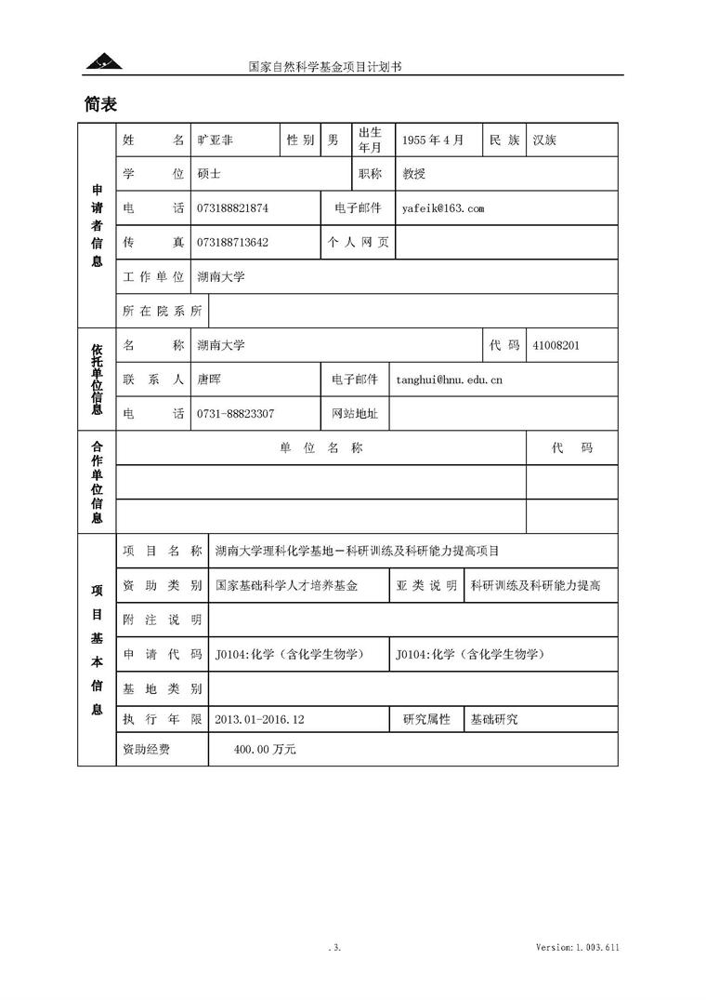 国家自然科学基金项目计划书
简表
申请者信息
姓 名 旷亚非 性别 男 出生年月 1955年4月 民族 汉族
学 位 硕士 职称 教授
电 话 073188821874 电子邮件 yafeik@163.com
传 真 073188713642 个人网页
工作单位 湖南大学
所在院系所
依托单位信息
名 称 湖南大学 代码 41008201
联系人 唐晖 电子邮件 tanghui@hnu.edu.cn
电 话 0731-88823307 网站地址
合作单位信息
单位名称 代码
项目基本信息
项目名称 湖南大学理科化学基地－科研训练及科研能力提高项目
资助类别 国家基础科学人才培养基金 亚类说明 科研训练及科研能力提高
附注说明
申请代码 J0104:化学（含化学生物学） J0104:化学（含化学生物学）
基地类别
执行年限 2013.01-2016.12 研究属性 基础研究
资助经费 400.00 万元
.3. Version:1.003.611